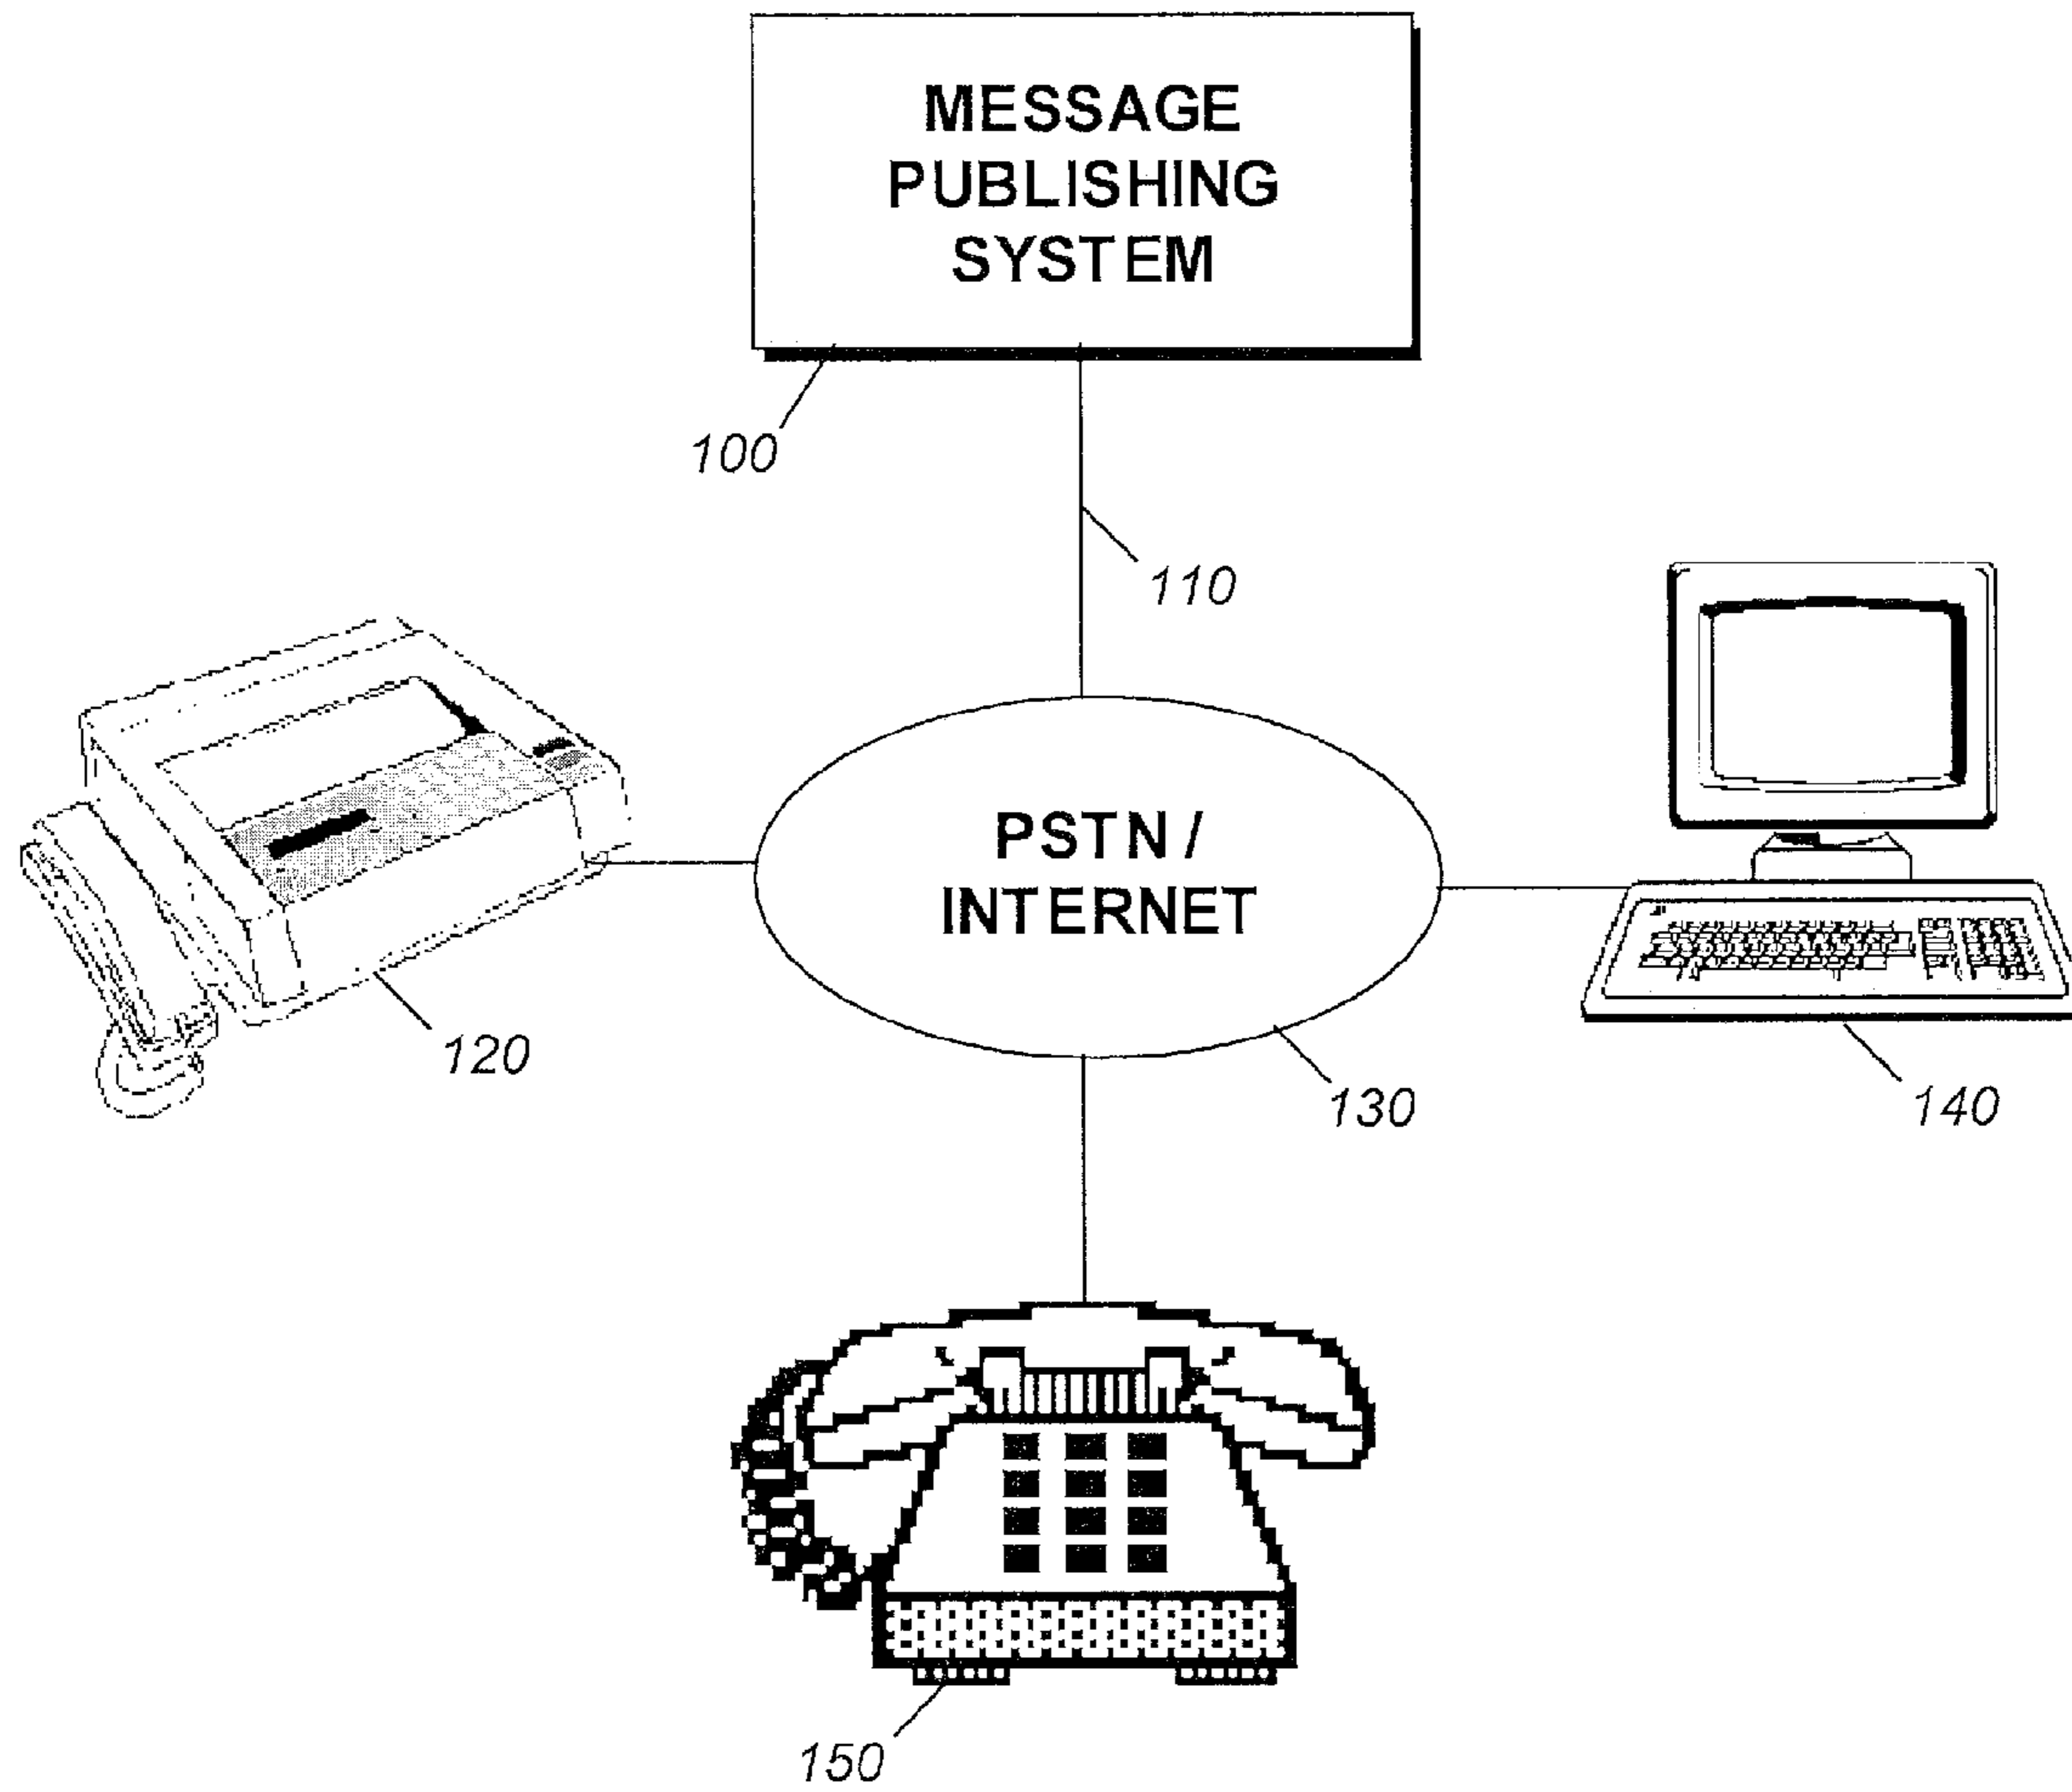 MESSAGE
PUBLISHING
SYSTEM
100
110
PSTN /
INTERNET
120
130
140
150